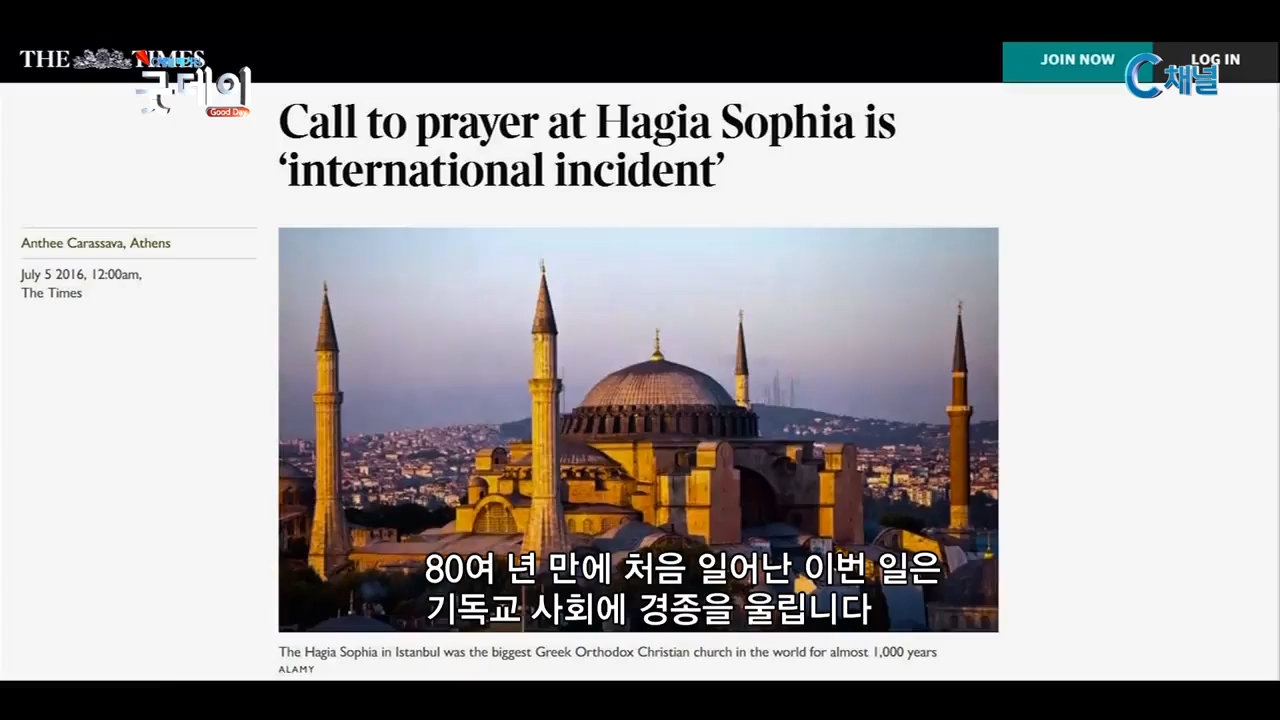 THE TIMES
굿데이
Good Day
JOIN NOW
LOG IN
C채널
Call to prayer at Hagia Sophia is
‘international incident’
Anthee Carassava, Athens
July 5 2016, 12:00am,
The Times
80여 년 만에 처음 일어난 이번 일은
기독교 사회에 경종을 울립니다
The Hagia Sophia in Istanbul was the biggest Greek Orthodox Christian church in the world for almost 1,000 years
ALAMY